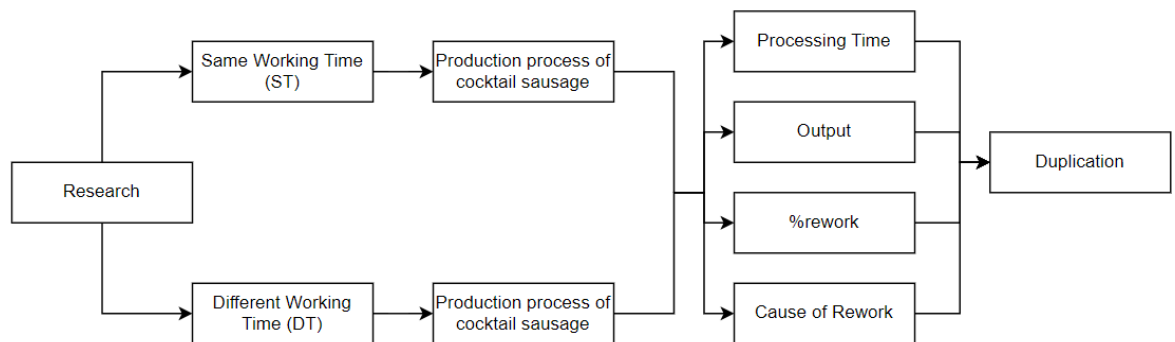 Research
Same Working Time
(ST)
Production process of
cocktail sausage
Different Working
Time (DT)
Production process of
cocktail sausage
Processing Time
Output
%rework
Cause of Rework
Duplication